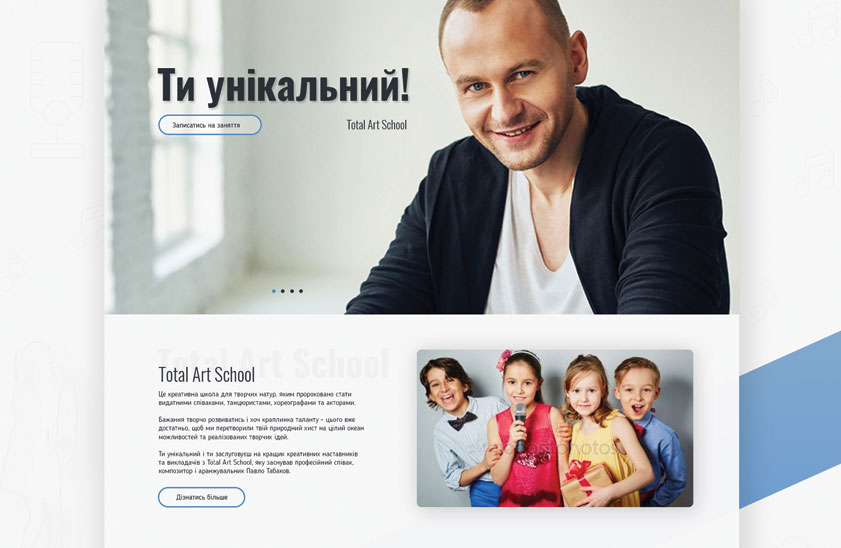 Ти унікальний!
Записатись на заняття
Total Art School
Total Art School
Total Art School
Це креативна школа для творчих натур, яким пророковано стати
видатними співаками, танцюристами, хореографами та акторами.
Бажання творчо розвиватись і хоч краплинка таланту – цього вже
достатньо, щоб ми перетворили твій природний хист на цілий океан
можливостей та реалізованих творчих ідей.
Ти унікальний і ти заслуговуєш на кращих креативних наставників
та викладачів з Total Art School, яку заснував професійний співак,
композитор і аранжувальник Павло Табаков.
Дізнатись більше